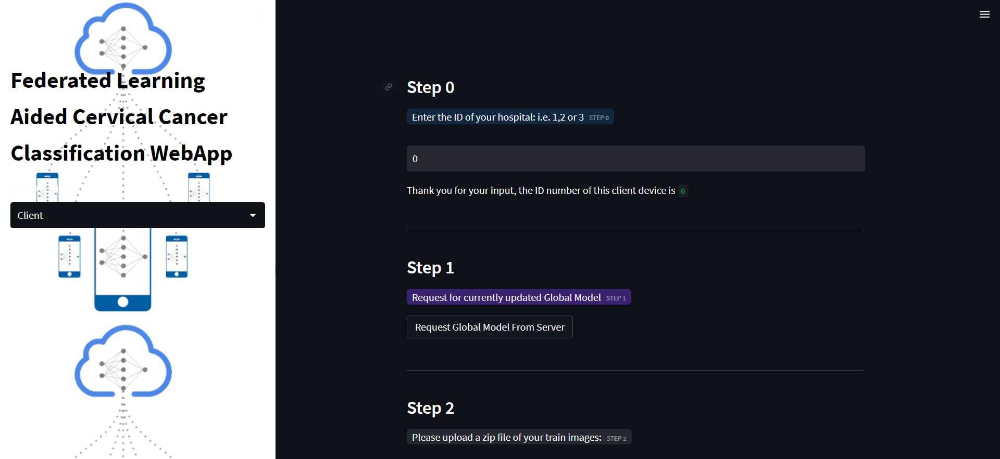 Federated Learning
Aided Cervical Cancer
Classification WebApp
Client
Step 0
Enter the ID of your hospital: i.e. 1,2 or 3 STEP 0
0
Thank you for your input, the ID number of this client device is 0
Step 1
Request for currently updated Global Model STEP 1
Request Global Model From Server
Step 2
Please upload a zip file of your train images: STEP 2